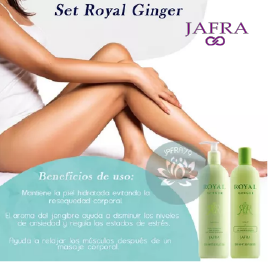 Set Royal Ginger
JAFRA
JAFRA
Beneficios de uso:
Mantiene la piel hidratada evitando la
resequedad corporal.
El aroma del jengibre ayuda a disminuir los niveles
de ansiedad y regula los estados de estrés.
Ayuda a relajar los músculos después de un
masaje corporal.
ROYAL
ROYAL